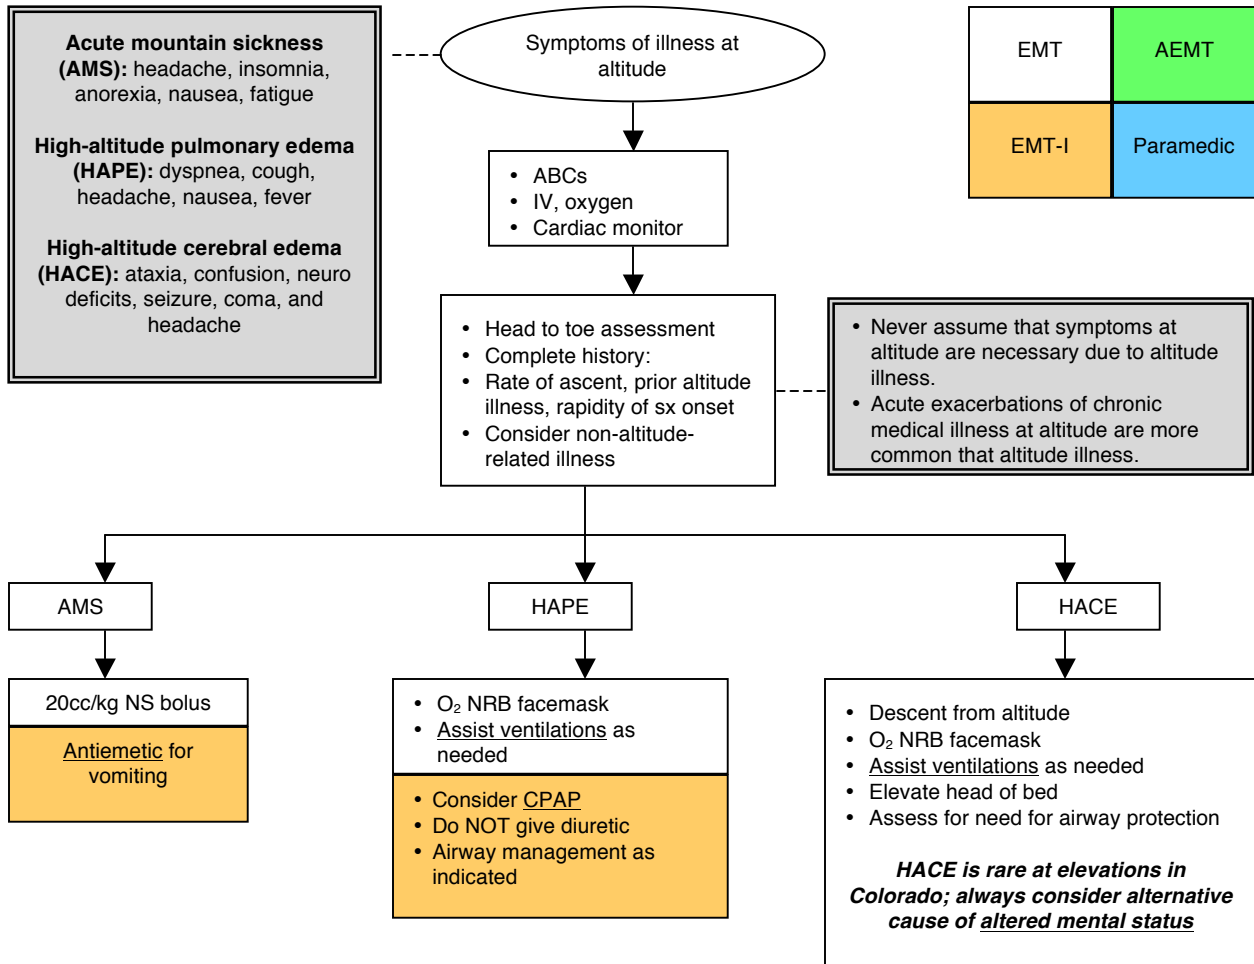 Acute mountain sickness
(AMS): headache, insomnia,
anorexia, nausea, fatigue
High-altitude pulmonary edema
(HAPE): dyspnea, cough,
headache, nausea, fever
High-altitude cerebral edema
(HACE): ataxia, confusion, neuro
deficits, seizure, coma, and
headache
Symptoms of illness at
altitude
EMT
AEMT
EMT-I
Paramedic
• ABCs
• IV, oxygen
• Cardiac monitor
• Head to toe assessment
• Complete history:
• Rate of ascent, prior altitude
illness, rapidity of sx onset
• Consider non-altitude-
related illness
• Never assume that symptoms at
altitude are necessary due to altitude
illness.
• Acute exacerbations of chronic
medical illness at altitude are more
common that altitude illness.
AMS
20cc/kg NS bolus
Antiemetic for
vomiting
HAPE
• O₂ NRB facemask
• Assist ventilations as
needed
• Consider CPAP
• Do NOT give diuretic
• Airway management as
indicated
HACE
• Descent from altitude
• O₂ NRB facemask
• Assist ventilations as needed
• Elevate head of bed
• Assess for need for airway protection
HACE is rare at elevations in
Colorado; always consider alternative
cause of altered mental status